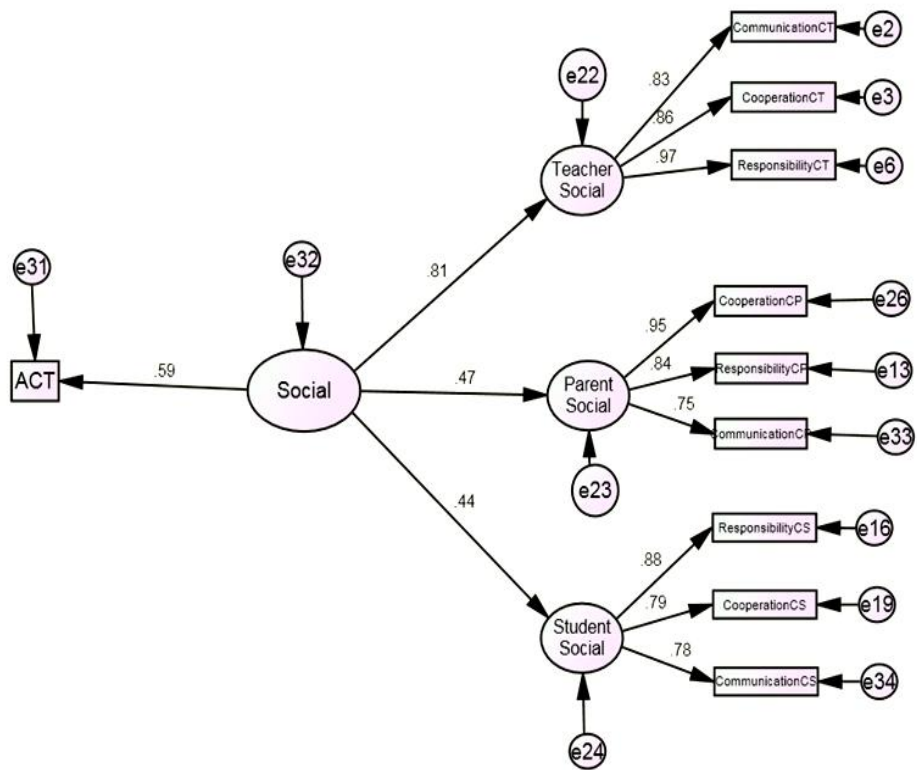 CommunicationCT
e2
.83
e22
CooperationCT
e3
.86
.97
ResponsibilityCT
e6
Teacher
Social
e31
e32
.81
CooperationCP
e26
.95
ACT
.59
Social
.47
Parent
Social
.84
ResponsibilityCP
e13
.75
CommunicationCP
e33
e23
.44
ResponsibilityCS
e16
.88
Student
Social
.79
CooperationCS
e19
.78
CommunicationCS
e34
e24